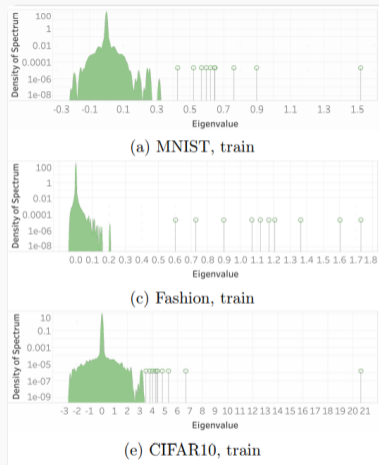 Density of Spectrum
100
1
0.01
0.0001
1e-06
1e-08
-0.3 -0.1 0.1 0.3 0.5 0.7 0.9 1.1 1.3 1.5
Eigenvalue
(a) MNIST, train
Density of Spectrum
100
1
0.01
0.0001
1e-06
1e-08
0.0 0.1 0.2 0.3 0.4 0.5 0.6 0.7 0.8 0.9 1.0 1.1 1.2 1.3 1.4 1.5 1.6 1.7 1.8
Eigenvalue
(c) Fashion, train
Density of Spectrum
10
0.1
0.001
1e-05
1e-07
1e-09
-3 -2 -1 0 1 2 3 4 5 6 7 8 9 10 11 12 13 14 15 16 17 18 19 20 21
Eigenvalue
(e) CIFAR10, train